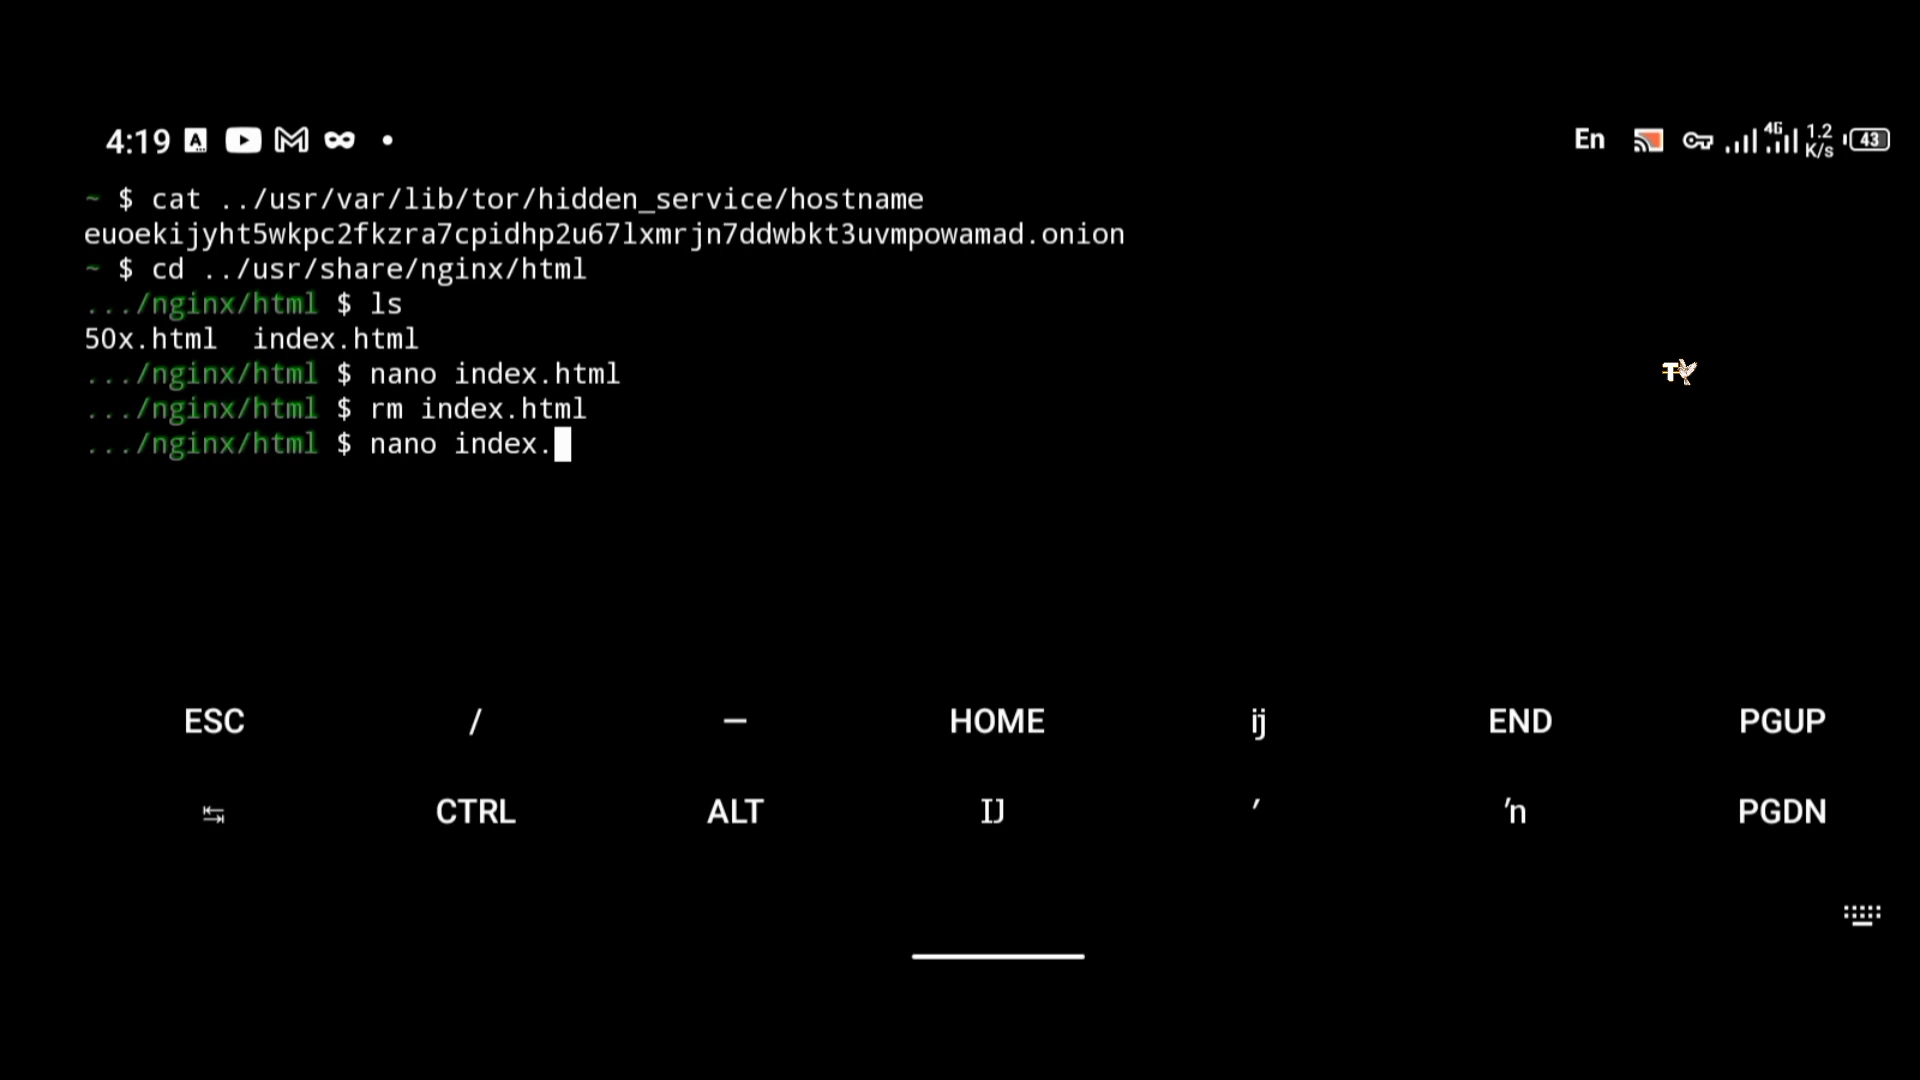 4:19
En
4G 1.2 K/s 43
~ $ cat ../usr/var/lib/tor/hidden_service/hostname
euoekijyht5wkpc2fkzra7cpidhp2u67lxmrjn7ddwbkt3uvmpowamad.onion
~ $ cd ../usr/share/nginx/html
.../nginx/html $ ls
50x.html  index.html
.../nginx/html $ nano index.html
.../nginx/html $ rm index.html
.../nginx/html $ nano index.
ESC / — HOME ij END PGUP
CTRL ALT IJ ′ ŉ PGDN